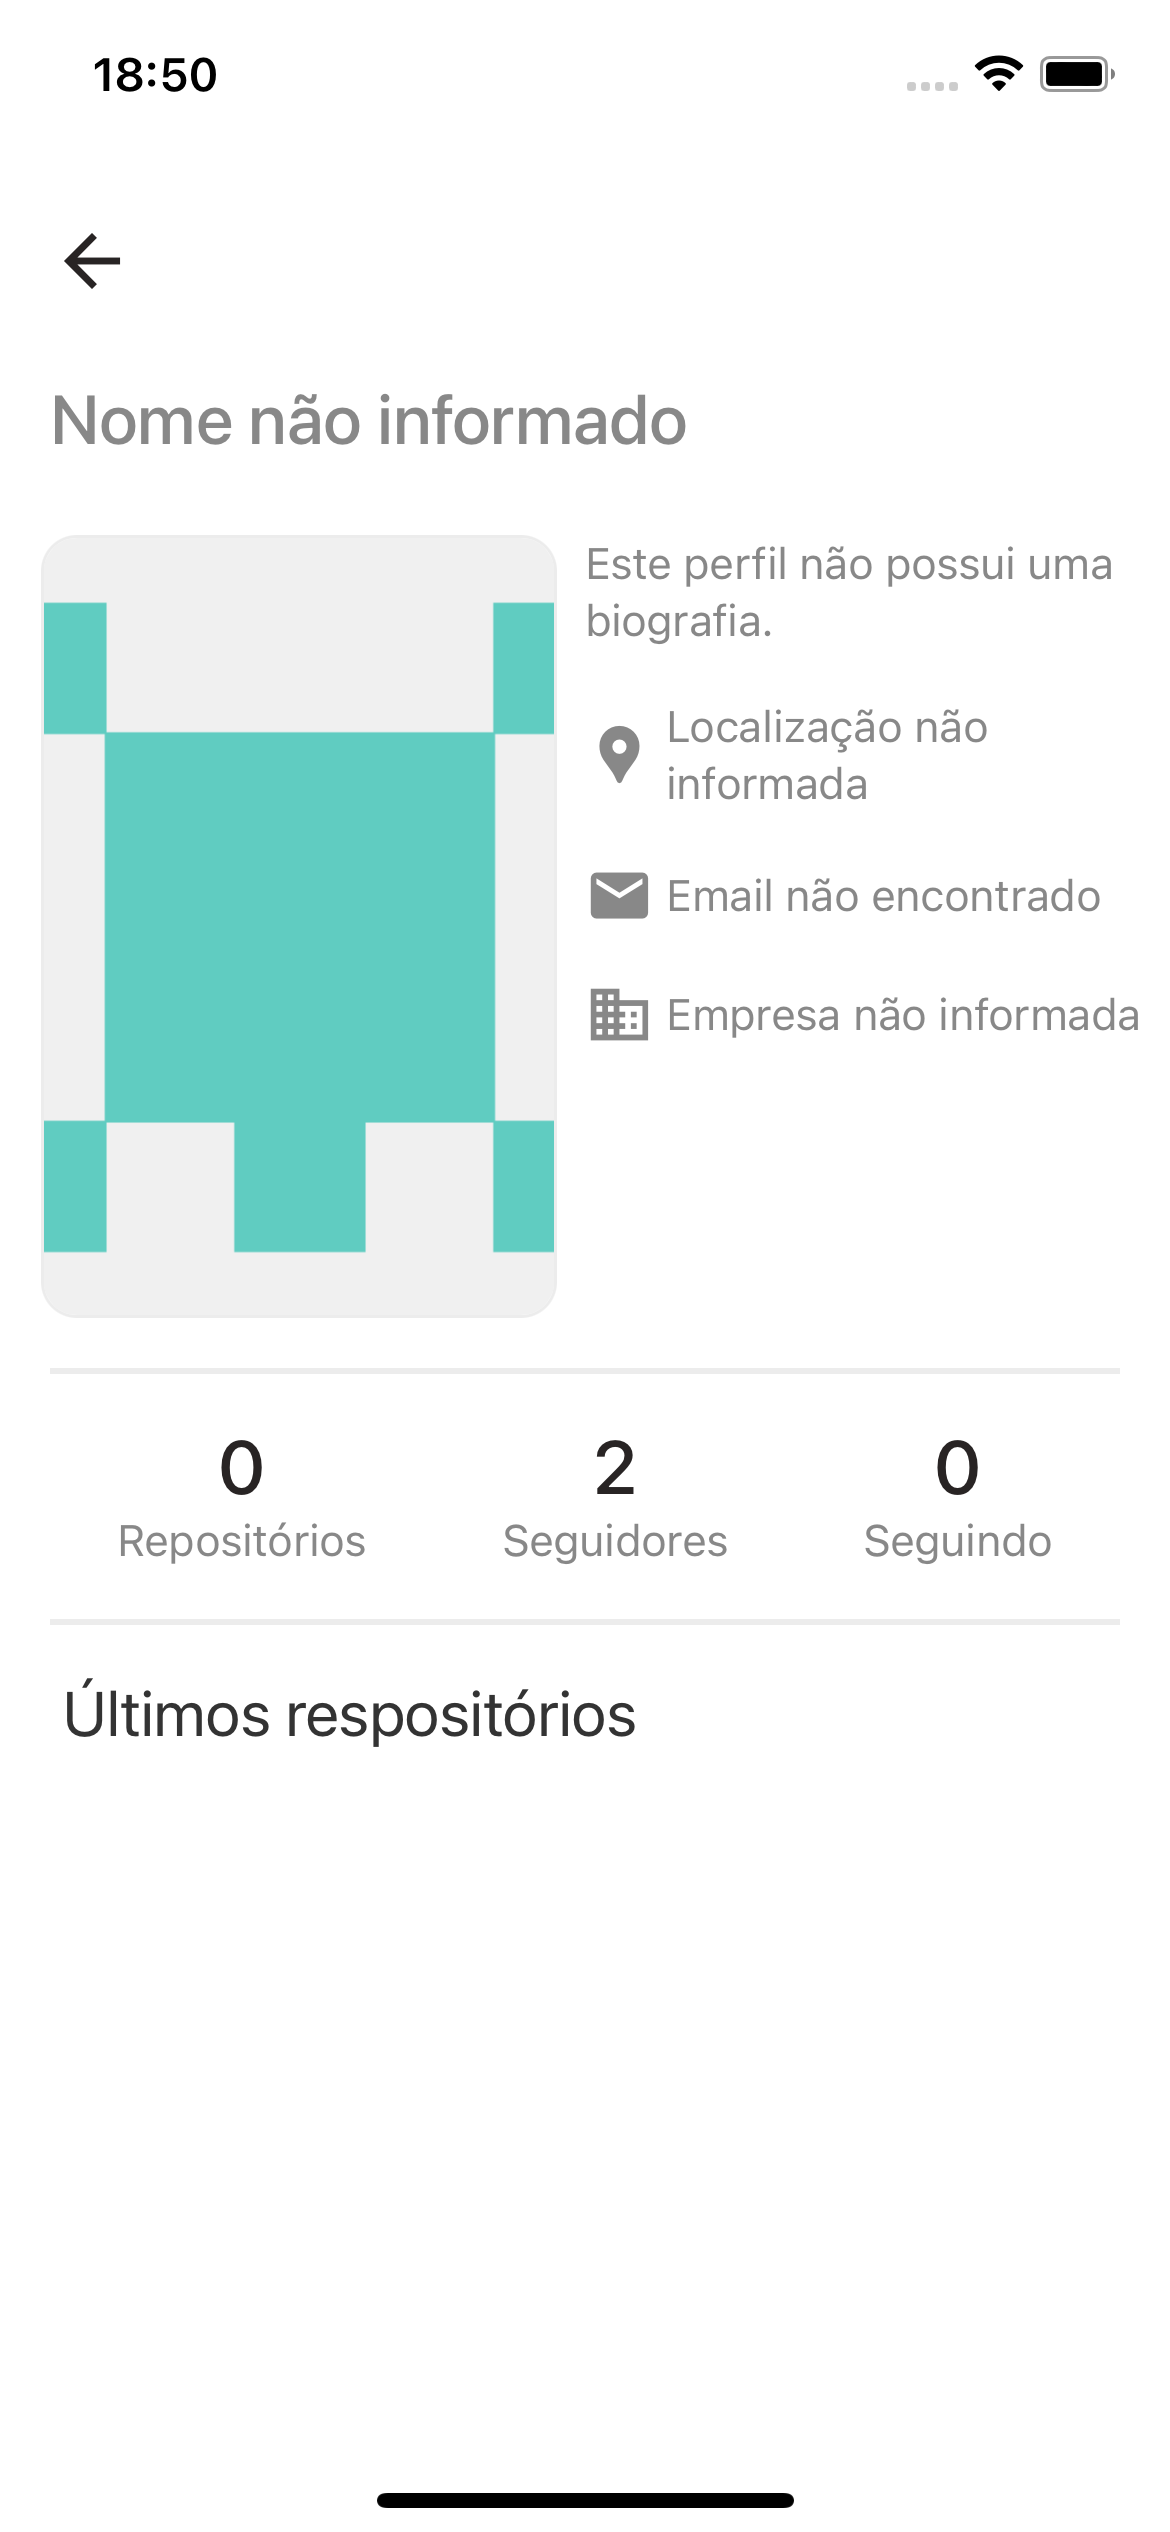 18:50
Nome não informado
Este perfil não possui uma
biografia.
Localização não
informada
Email não encontrado
Empresa não informada
0
Repositórios
2
Seguidores
0
Seguindo
Últimos respositórios